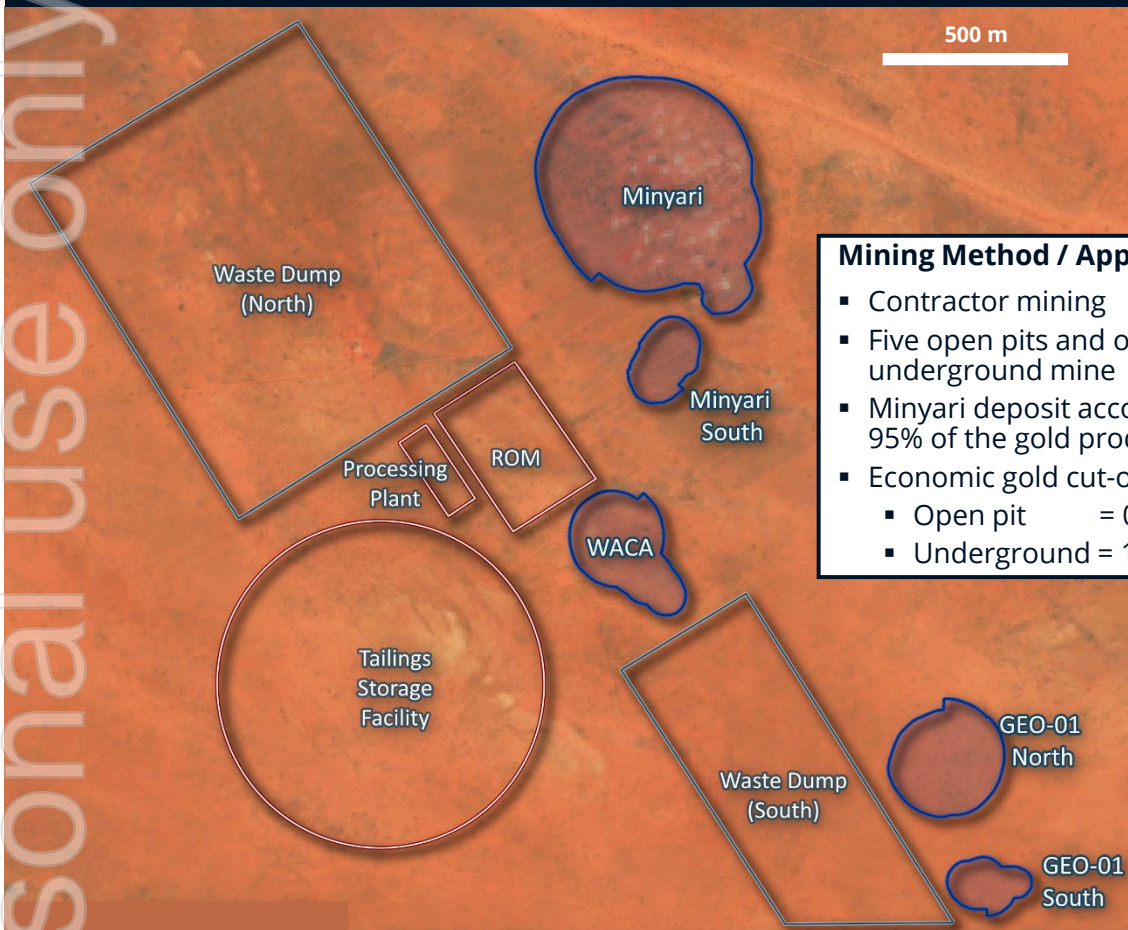 sonal use only
500 m
Minyari
Waste Dump
(North)
Mining Method / App
▪ Contractor mining
▪ Five open pits and o
underground mine
▪ Minyari deposit acco
95% of the gold proc
▪ Economic gold cut-o
▪ Open pit = 0
▪ Underground = 1
Minyari
South
ROM
Processing
Plant
WACA
Tailings
Storage
Facility
GEO-01
North
Waste Dump
(South)
GEO-01
South